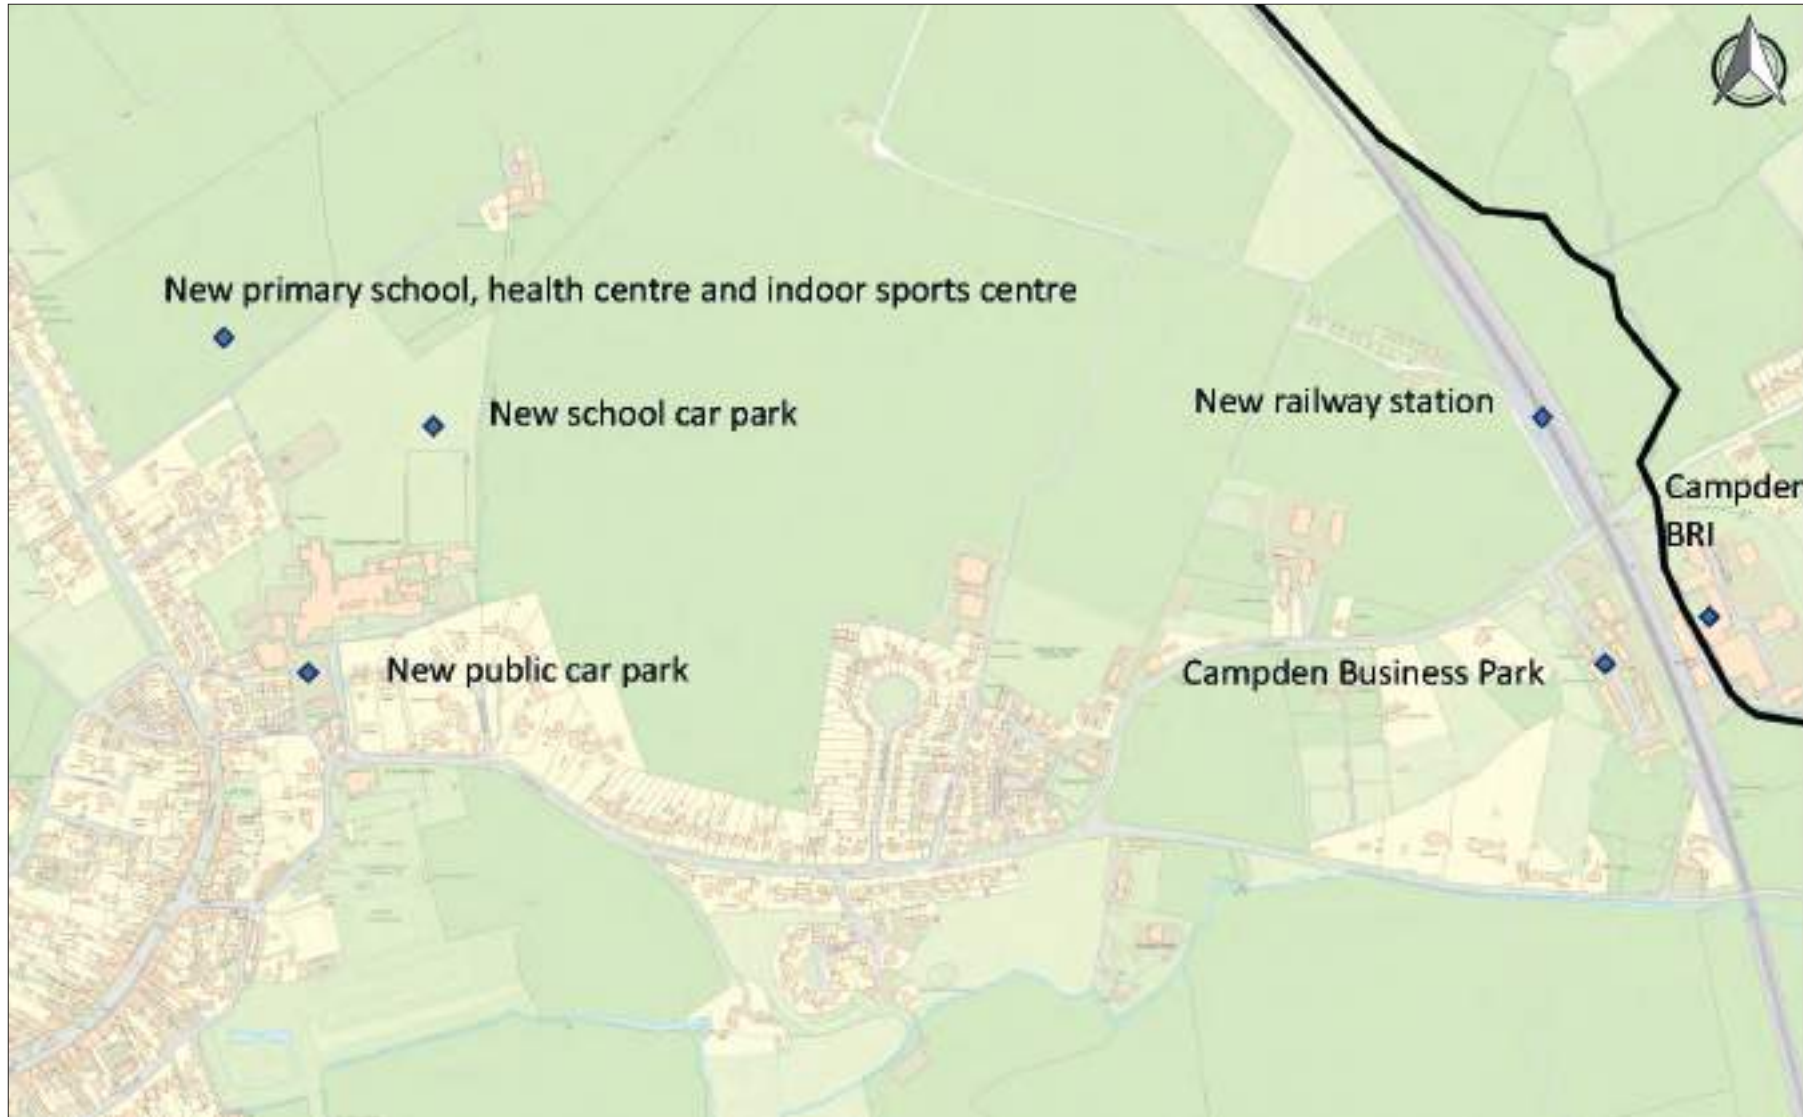 New primary school, health centre and indoor sports centre
New school car park
New railway station
Campden
BRI
New public car park
Campden Business Park